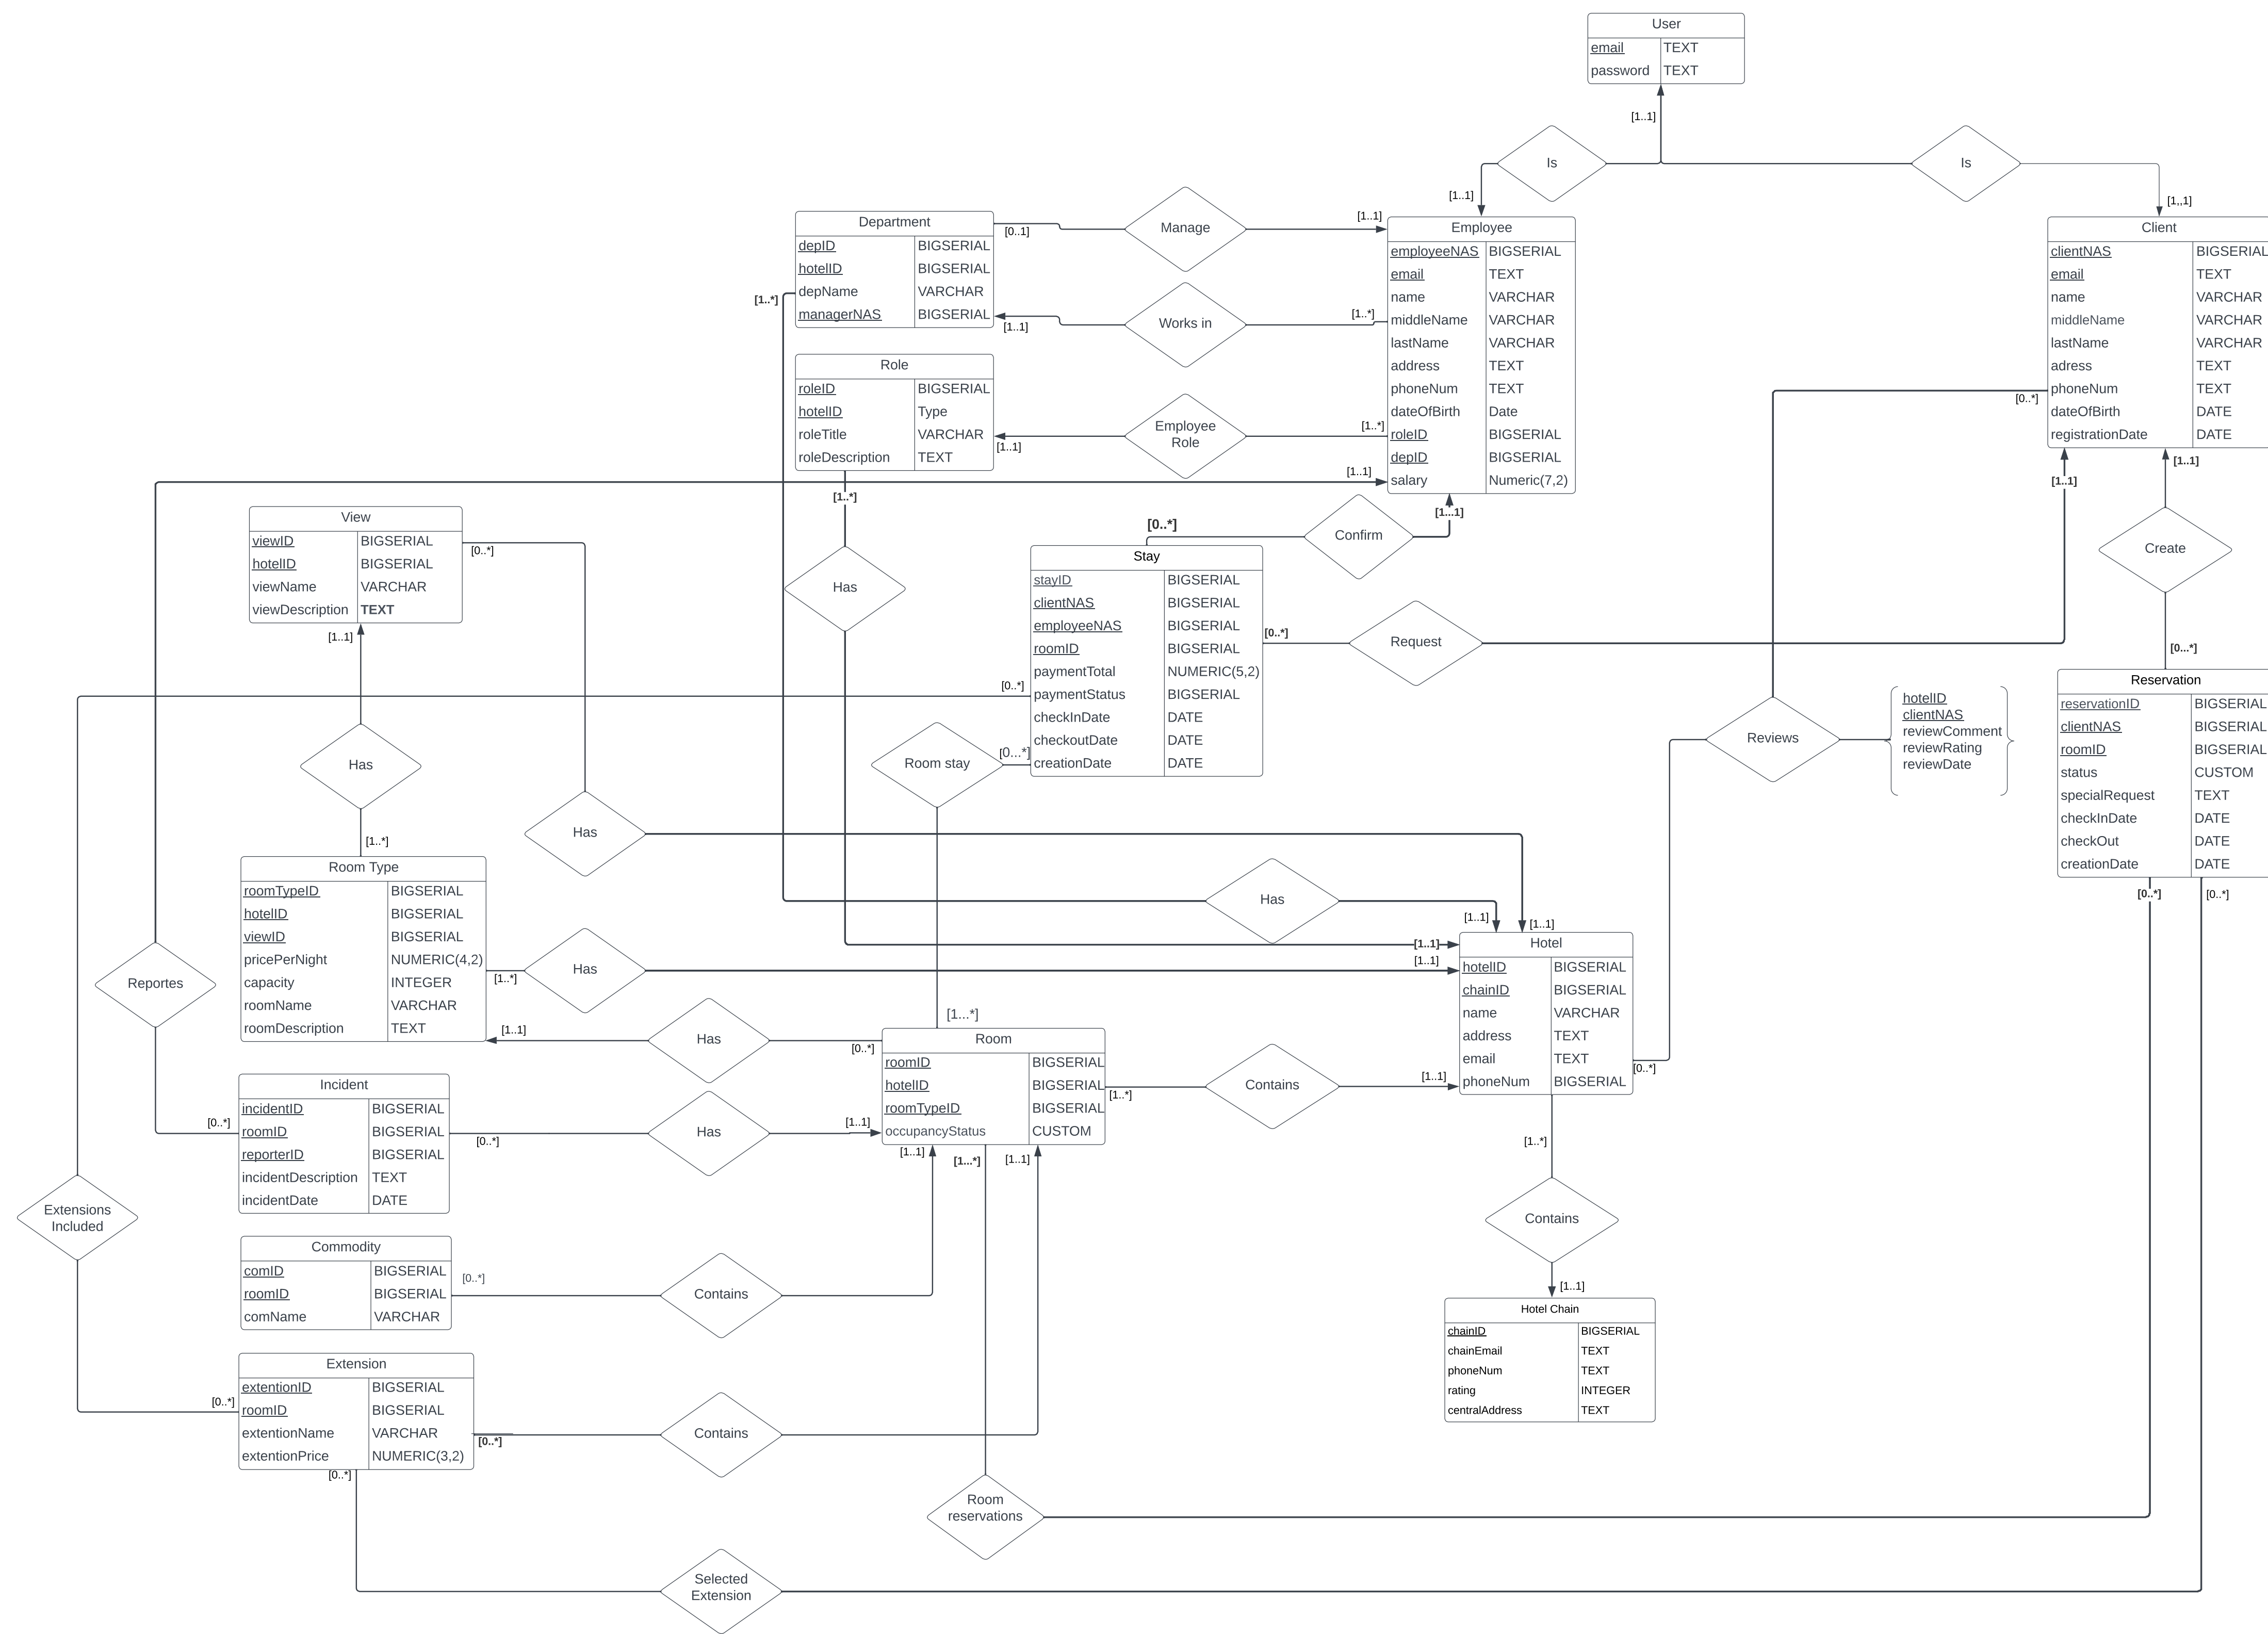 User
email TEXT
password TEXT
[1..1]
Is
Is
[1..1]
[1,,1]
Department
depID BIGSERIAL
hotelID BIGSERIAL
depName VARCHAR
managerNAS BIGSERIAL
[0..1]
Manage
[1..1]
[1..*]
[1..1]
Works in
[1..*]
Employee
employeeNAS BIGSERIAL
email TEXT
name VARCHAR
middleName VARCHAR
lastName VARCHAR
address TEXT
phoneNum TEXT
dateOfBirth Date
roleID BIGSERIAL
depID BIGSERIAL
salary Numeric(7,2)
Client
clientNAS BIGSERIAL
email TEXT
name VARCHAR
middleName VARCHAR
lastName VARCHAR
adress TEXT
phoneNum TEXT
dateOfBirth DATE
registrationDate DATE
[0..*]
Role
roleID BIGSERIAL
hotelID Type
roleTitle VARCHAR
roleDescription TEXT
[1..1]
Employee
Role
[1..*]
[1..1]
[1..*]
[1..1]
[1..1]
View
viewID BIGSERIAL
hotelID BIGSERIAL
viewName VARCHAR
viewDescription TEXT
[0..*]
[1..1]
Has
[0..*]
Confirm
[1...1]
Create
[0...*]
Stay
stayID BIGSERIAL
clientNAS BIGSERIAL
employeeNAS BIGSERIAL
roomID BIGSERIAL
paymentTotal NUMERIC(5,2)
paymentStatus BIGSERIAL
checkInDate DATE
checkoutDate DATE
creationDate DATE
[0..*]
Request
[0..*]
Room stay
[0...*]
Has
[1..*]
Has
Reviews
hotelID
clientNAS
reviewComment
reviewRating
reviewDate
Reservation
reservationID BIGSERIAL
clientNAS BIGSERIAL
roomID BIGSERIAL
status CUSTOM
specialRequest TEXT
checkInDate DATE
checkOut DATE
creationDate DATE
[0..*]
[0..*]
Room Type
roomTypeID BIGSERIAL
hotelID BIGSERIAL
viewID BIGSERIAL
pricePerNight NUMERIC(4,2)
capacity INTEGER
roomName VARCHAR
roomDescription TEXT
Has
[1..1]
[1..1]
[1..1]
[1..1]
[1..*]
Has
Reportes
Hotel
hotelID BIGSERIAL
chainID BIGSERIAL
name VARCHAR
address TEXT
email TEXT
phoneNum BIGSERIAL
[0..*]
[1...*]
[1..1]
Has
[0..*]
Room
roomID BIGSERIAL
hotelID BIGSERIAL
roomTypeID BIGSERIAL
occupancyStatus CUSTOM
[1..*]
Contains
[1..1]
Incident
incidentID BIGSERIAL
roomID BIGSERIAL
reporterID BIGSERIAL
incidentDescription TEXT
incidentDate DATE
[0..*]
[0..*]
Has
[1..1]
[1..1]
[1...*]
[1..1]
[1..*]
Contains
[1..1]
Extensions
Included
Commodity
comID BIGSERIAL
roomID BIGSERIAL
comName VARCHAR
[0..*]
Contains
Hotel Chain
chainID BIGSERIAL
chainEmail TEXT
phoneNum TEXT
rating INTEGER
centralAddress TEXT
Extension
extentionID BIGSERIAL
roomID BIGSERIAL
extentionName VARCHAR
extentionPrice NUMERIC(3,2)
[0..*]
[0..*]
Contains
[0..*]
Room
reservations
Selected
Extension